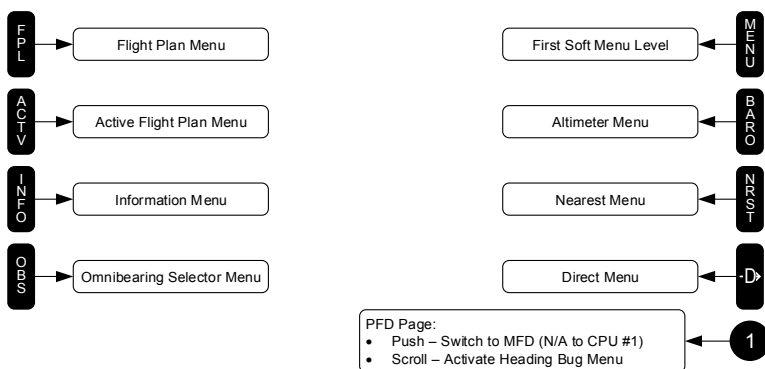 FPL
Flight Plan Menu
First Soft Menu Level
MENU
ACTV
Active Flight Plan Menu
Altimeter Menu
BARO
INFO
Information Menu
Nearest Menu
NRST
OBS
Omnibearing Selector Menu
Direct Menu
D
PFD Page:
• Push – Switch to MFD (N/A to CPU #1)
• Scroll – Activate Heading Bug Menu
1